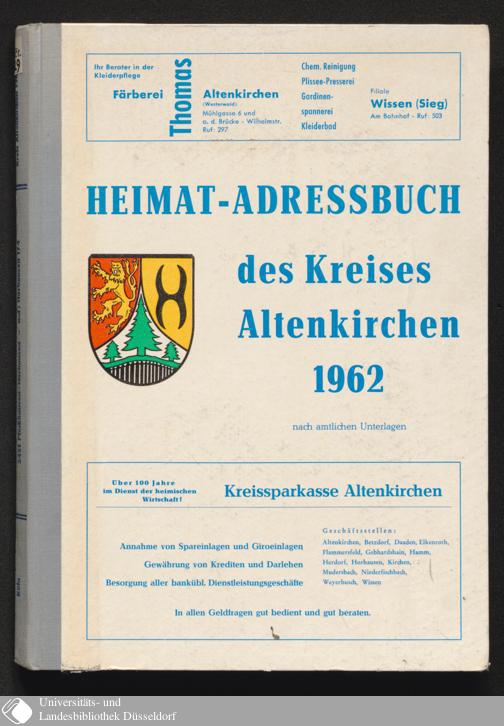 Ihr Berater in der
Kleiderpflege
Färberei
Thomas
Altenkirchen
(Westerwald)
Mühlgasse 6 und
a. d. Brücke - Wilhelmstr.
Ruf: 297
Chem. Reinigung
Plissee-Presserei
Gardinen-
spannerei
Kleiderbad
Filiale
Wissen (Sieg)
Am Bahnhof - Ruf: 503
HEIMAT-ADRESSBUCH
des Kreises
Altenkirchen
1962
nach amtlichen Unterlagen
Über 100 Jahre
im Dienst der heimischen
Wirtschaft!
Kreissparkasse Altenkirchen
Annahme von Spareinlagen und Giroeinlagen
Gewährung von Krediten und Darlehen
Besorgung aller bankübl. Dienstleistungsgeschäfte
Geschäftsstellen:
Altenkirchen, Betzdorf, Daaden, Elkenroth,
Flammersfeld, Gebhardshain, Hamm,
Herdorf, Horhausen, Kirchen,
Mudersbach, Niederfischbach,
Weyerbusch, Wissen
In allen Geldfragen gut bedient und gut beraten.
Universitäts- und
Landesbibliothek Düsseldorf